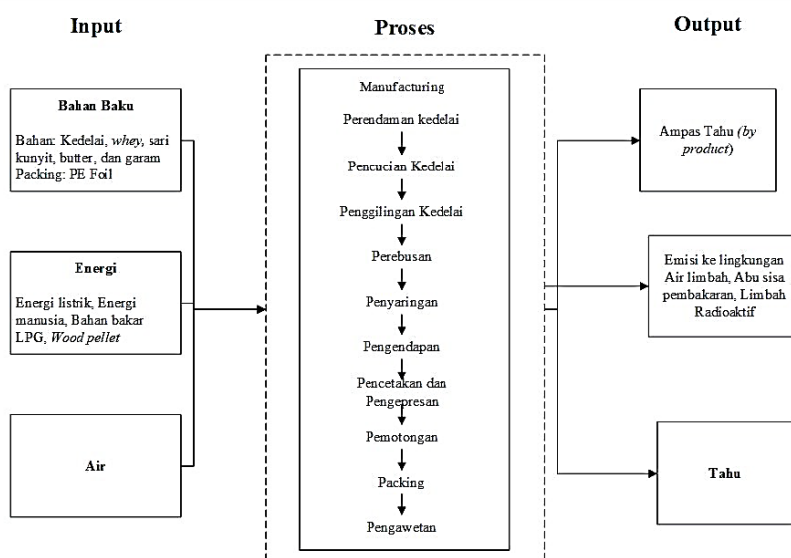 Input
Proses
Output
Bahan Baku
Bahan: Kedelai, whey, sari
kunyit, butter, dan garam
Packing: PE Foil
Energi
Energi listrik, Energi
manusia, Bahan bakar
LPG, Wood pellet
Air
Manufacturing
Perendaman kedelai
Pencucian Kedelai
Penggilingan Kedelai
Perebusan
Penyaringan
Pengendapan
Pencetakan dan
Pengepresan
Pemotongan
Packing
Pengawetan
Ampas Tahu (by
product)
Emisi ke lingkungan
Air limbah, Abu sisa
pembakaran, Limbah
Radioaktif
Tahu